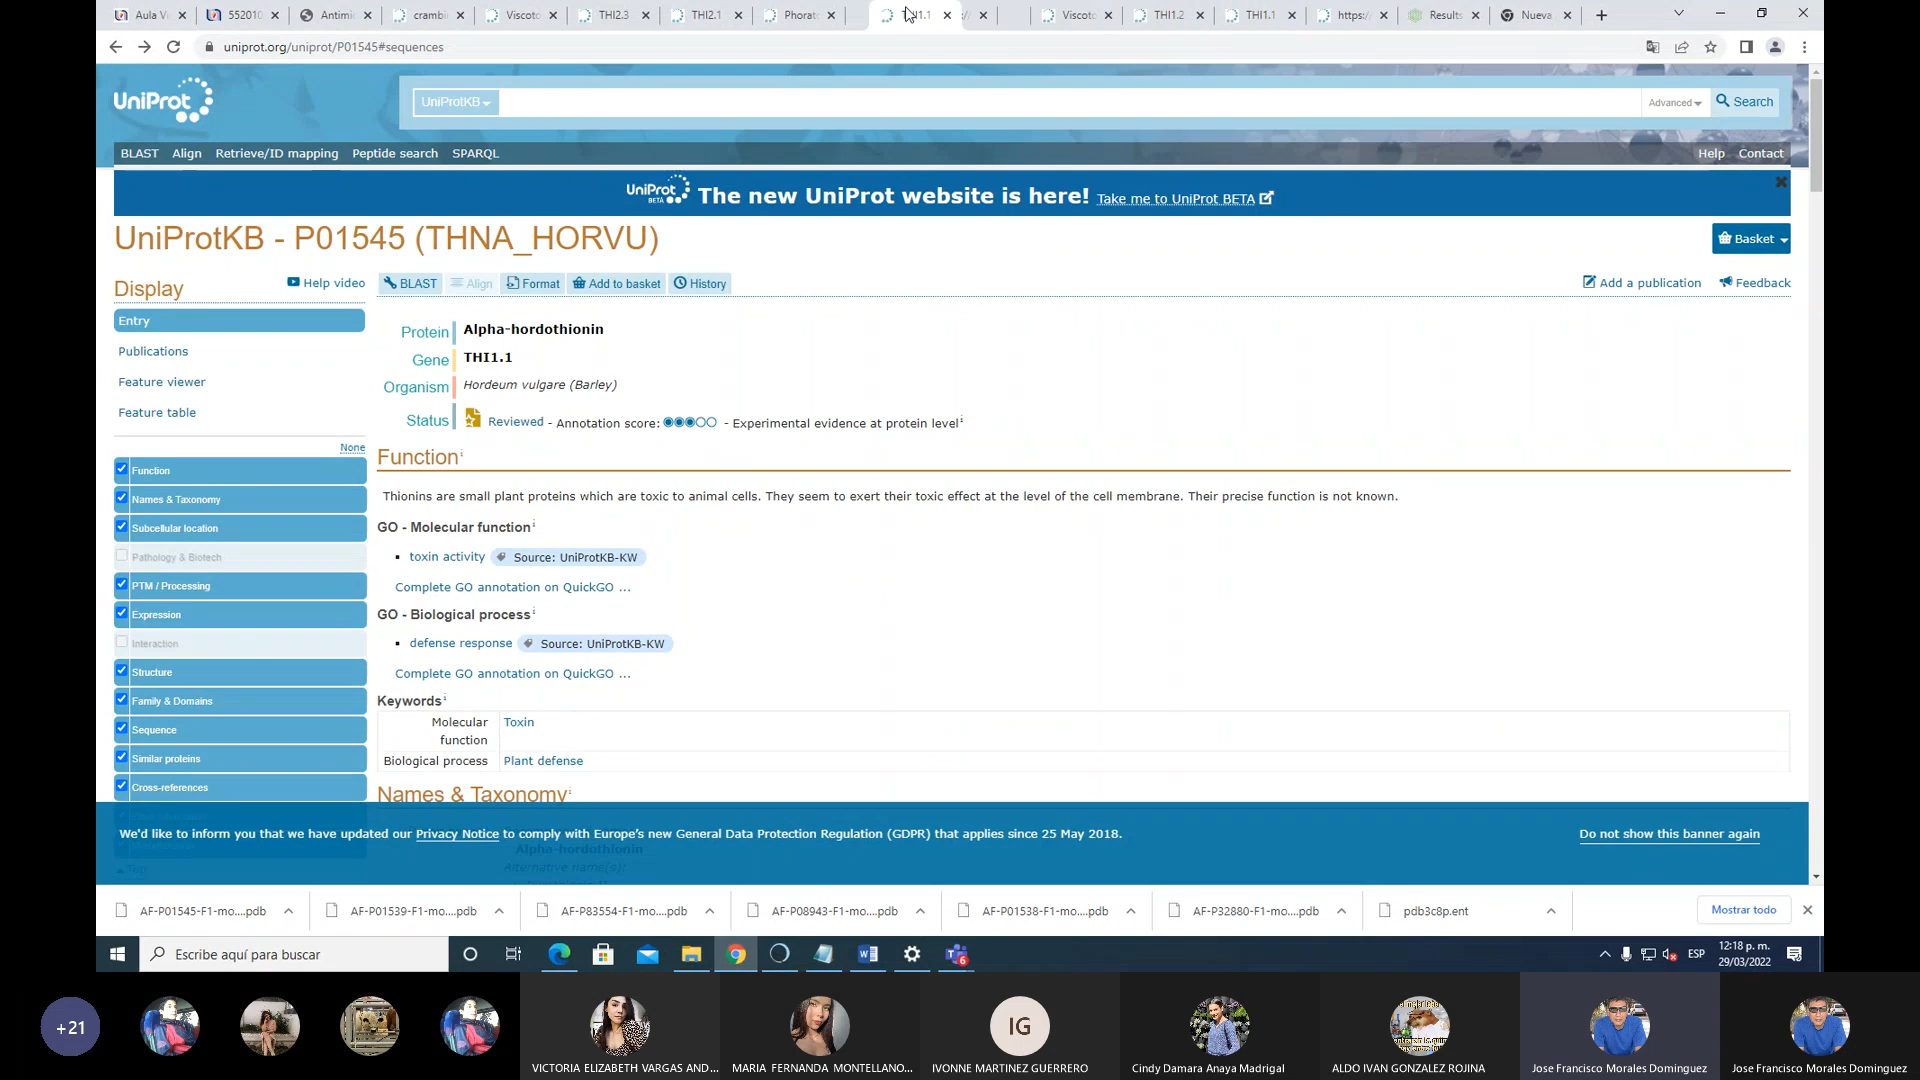 Aula Vi
552010
Antimi
crambi
Viscoto
THI2.3
THI2.1
Phorat
Viscoto
THI1.2
THI1.1
https:/
Results
Nueva
uniprot.org/uniprot/P01545#sequences
UniProt
UniProtKB
Advanced
Search
BLAST Align Retrieve/ID mapping Peptide search SPARQL
Help Contact
UniProt BETA The new UniProt website is here! Take me to UniProt BETA
UniProtKB - P01545 (THNA_HORVU)
Basket
Display
Help video
BLAST Align Format Add to basket History
Add a publication Feedback
Entry
Publications
Feature viewer
Feature table
None
Function
Names & Taxonomy
Subcellular location
Pathology & Biotech
PTM / Processing
Expression
Interaction
Structure
Family & Domains
Sequence
Similar proteins
Cross-references
Protein Alpha-hordothionin
Gene THI1.1
Organism Hordeum vulgare (Barley)
Status Reviewed - Annotation score: - Experimental evidence at protein level i
Function i
Thionins are small plant proteins which are toxic to animal cells. They seem to exert their toxic effect at the level of the cell membrane. Their precise function is not known.
GO - Molecular function i
toxin activity Source: UniProtKB-KW
Complete GO annotation on QuickGO ...
GO - Biological process i
defense response Source: UniProtKB-KW
Complete GO annotation on QuickGO ...
Keywords i
Molecular function Toxin
Biological process Plant defense
Names & Taxonomy i
We'd like to inform you that we have updated our Privacy Notice to comply with Europe's new General Data Protection Regulation (GDPR) that applies since 25 May 2018.
Do not show this banner again
Alpha-hordothionin
Alternative name(s):
AF-P01545-F1-mo....pdb
AF-P01539-F1-mo....pdb
AF-P83554-F1-mo....pdb
AF-P08943-F1-mo....pdb
AF-P01538-F1-mo....pdb
AF-P32880-F1-mo....pdb
pdb3c8p.ent
Mostrar todo
Escribe aquí para buscar
6
ESP
12:18 p. m.
29/03/2022
+21
VICTORIA ELIZABETH VARGAS AND...
MARIA FERNANDA MONTELLANO...
IG
IVONNE MARTINEZ GUERRERO
Cindy Damara Anaya Madrigal
ALDO IVAN GONZALEZ ROJINA
Jose Francisco Morales Dominguez
Jose Francisco Morales Dominguez